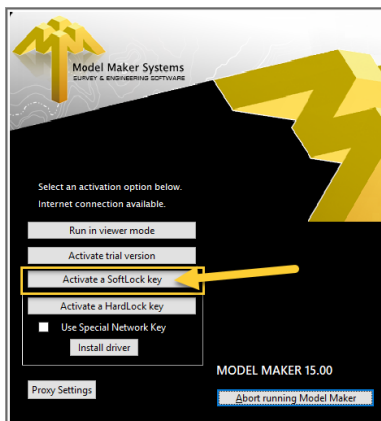 Model Maker Systems
SURVEY & ENGINEERING SOFTWARE
Select an activation option below.
Internet connection available.
Run in viewer mode
Activate trial version
Activate a SoftLock key
Activate a HardLock key
Use Special Network Key
Install driver
MODEL MAKER 15.00
Proxy Settings
Abort running Model Maker